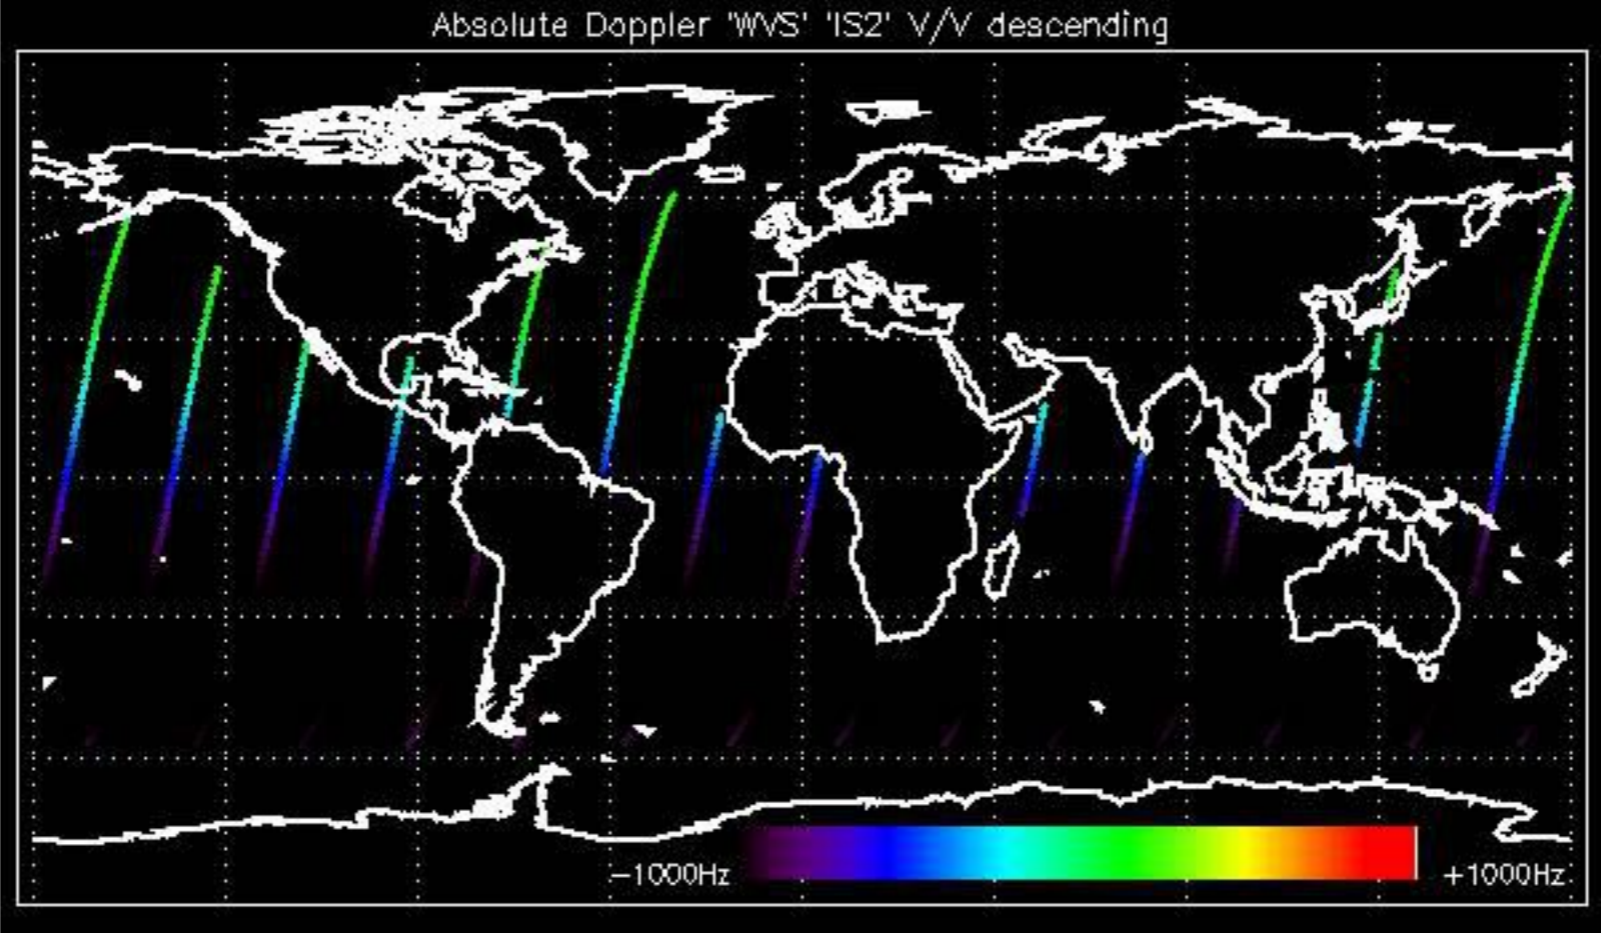 Absolute Doppler 'WVS' 'IS2' V/V descending
−1000Hz
+1000Hz